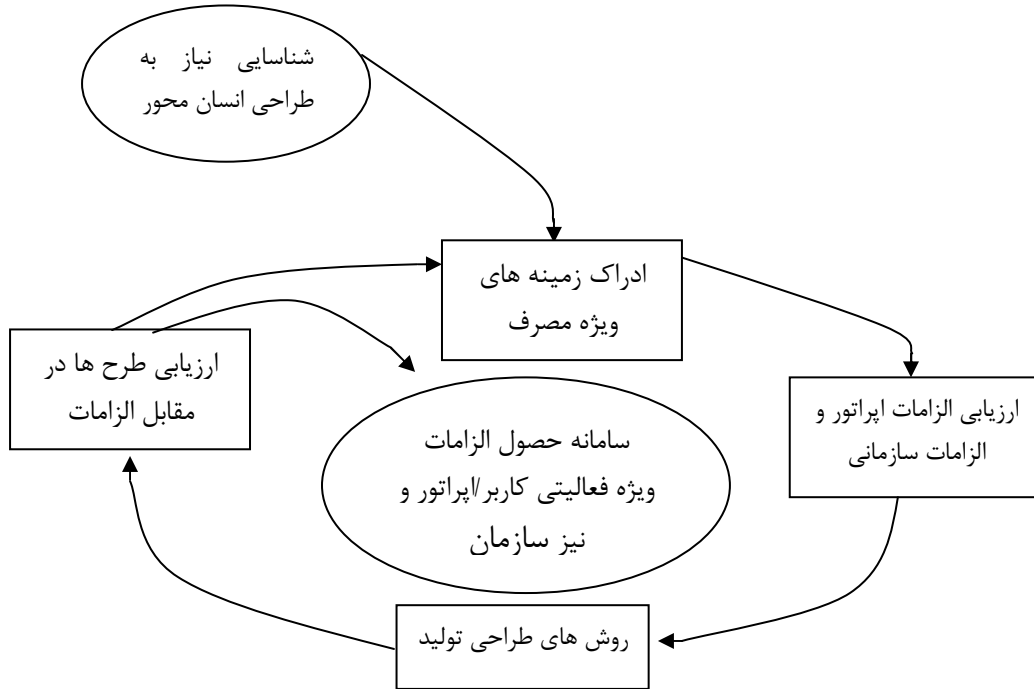 شناسایی نیاز به
طراحی انسان محور
ادراک زمینه های
ویژه مصرف
ارزیابی طرح ها در
مقابل الزامات
ارزیابی الزامات اپراتور و
الزامات سازمانی
سامانه حصول الزامات
ویژه فعالیتی کاربر/اپراتور و
نیز سازمان
روش های طراحی تولید